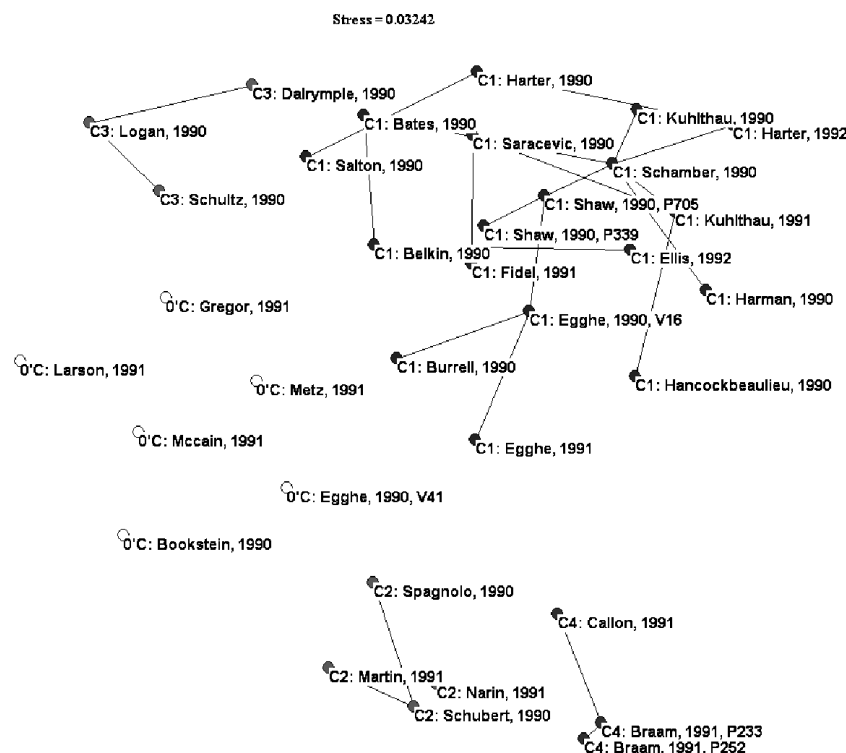 Stress = 0.03242
C1: Harter, 1990
C3: Dalrymple, 1990
C1: Kuhlthau, 1990
C1: Bates, 1990
C3: Logan, 1990
C1: Harter, 1992
C1: Saracevic, 1990
C1: Salton, 1990
C1: Schamber, 1990
C3: Schultz, 1990
C1: Shaw, 1990, P705
C1: Kuhlthau, 1991
C1: Shaw, 1990, P339
C1: Belkin, 1990
C1: Ellis, 1992
C1: Fidel, 1991
C1: Harman, 1990
0'C: Gregor, 1991
C1: Egghe, 1990, V16
C1: Burrell, 1990
0'C: Larson, 1991
C1: Hancockbeaulieu, 1990
0'C: Metz, 1991
0'C: Mccain, 1991
C1: Egghe, 1991
0'C: Egghe, 1990, V41
0'C: Bookstein, 1990
C2: Spagnolo, 1990
C4: Callon, 1991
C2: Martin, 1991
C2: Narin, 1991
C2: Schubert, 1990
C4: Braam, 1991, P233
C4: Braam, 1991, P252